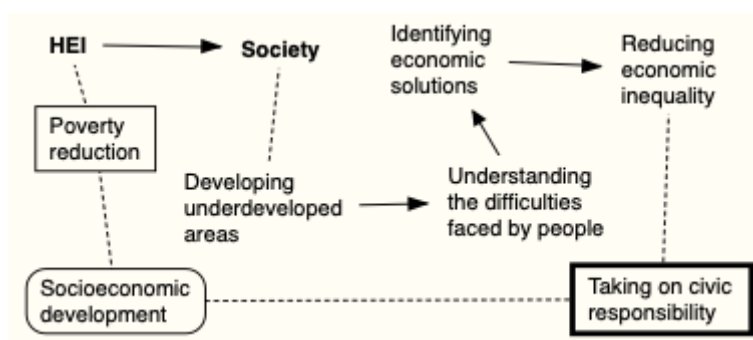 HEI
Society
Identifying
economic
solutions
Reducing
economic
inequality
Poverty
reduction
Developing
underdeveloped
areas
Understanding
the difficulties
faced by people
Socioeconomic
development
Taking on civic
responsibility